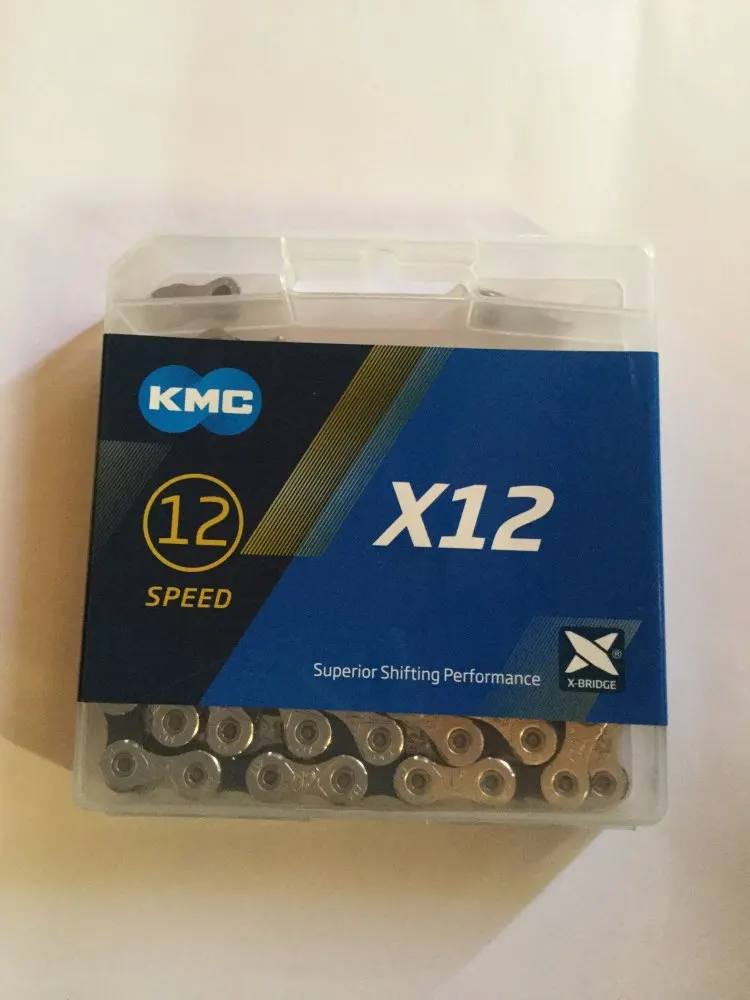 KMC
12
SPEED
X12
Superior Shifting Performance
®
X-BRIDGE